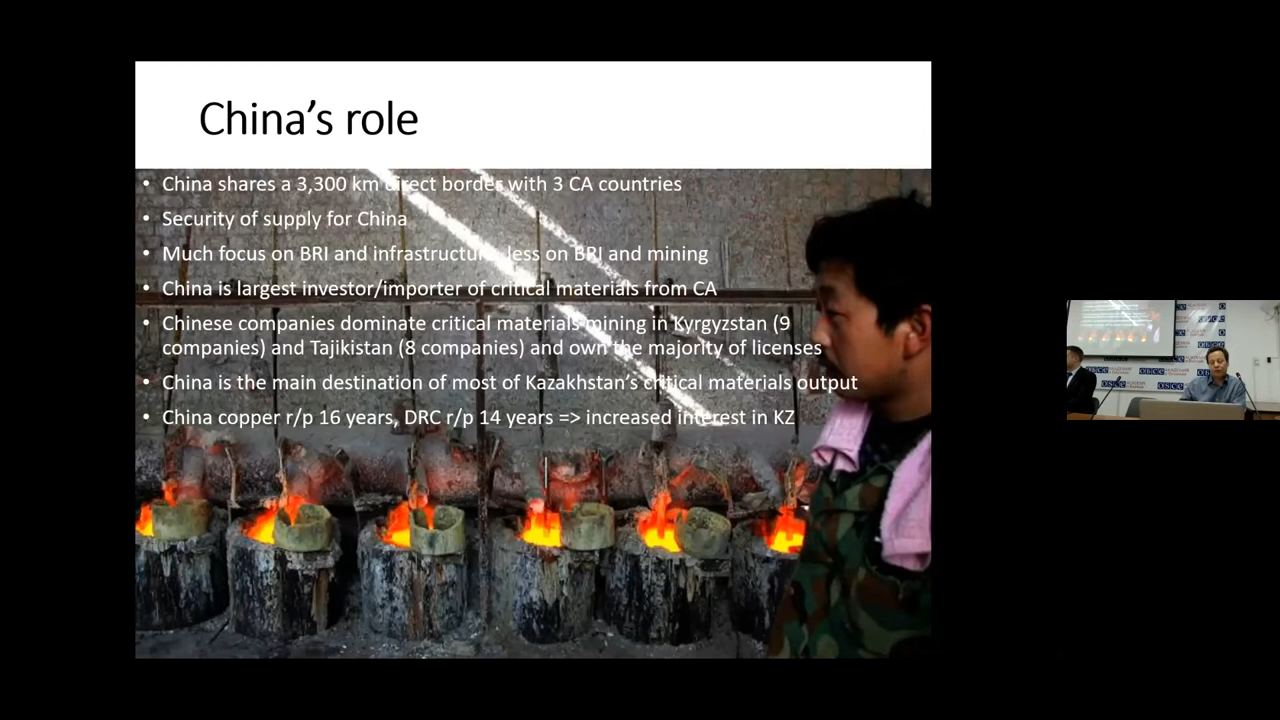 China's role
• China shares a 3,300 km direct border with 3 CA countries
• Security of supply for China
• Much focus on BRI and infrastructure, less on BRI and mining
• China is largest investor/importer of critical materials from CA
• Chinese companies dominate critical materials mining in Kyrgyzstan (9
companies) and Tajikistan (8 companies) and own the majority of licenses
• China is the main destination of most of Kazakhstan's critical materials output
• China copper r/p 16 years, DRC r/p 14 years => increased interest in KZ
osce